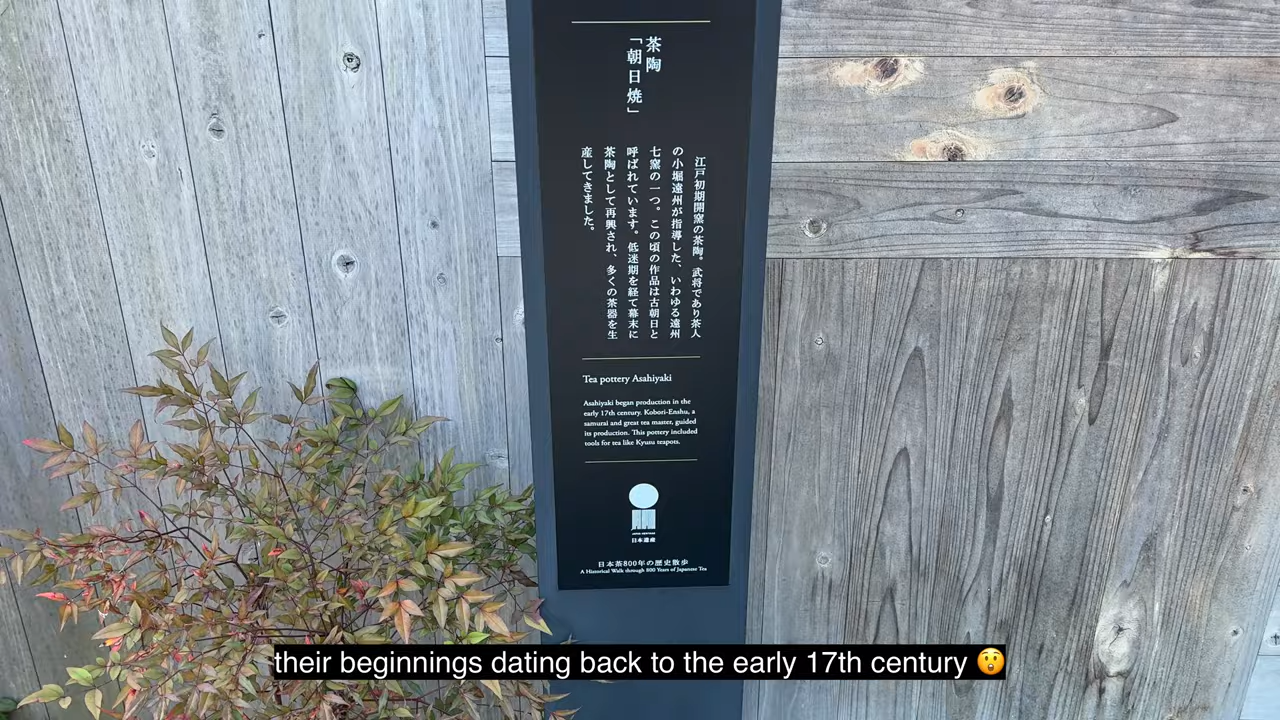 茶陶
「朝日焼」
江戸初期開窯の茶陶。武将であり茶人
の小堀遠州が指導した、いわゆる遠州
七窯の一つ。この頃の作品は古朝日と
呼ばれています。低迷期を経て幕末に
茶陶として再興され、多くの茶器を生
産してきました。
Tea pottery Asahiyaki
Asahiyaki began production in the
early 17th century. Kobori-Enshu, a
samurai and great tea master, guided
its production. This pottery included
tools for tea like Kyusu teapots.
JAPAN HERITAGE
日本遺産
日本茶800年の歴史散歩
A Historical Walk through 800 Years of Japanese Tea
their beginnings dating back to the early 17th century 😲